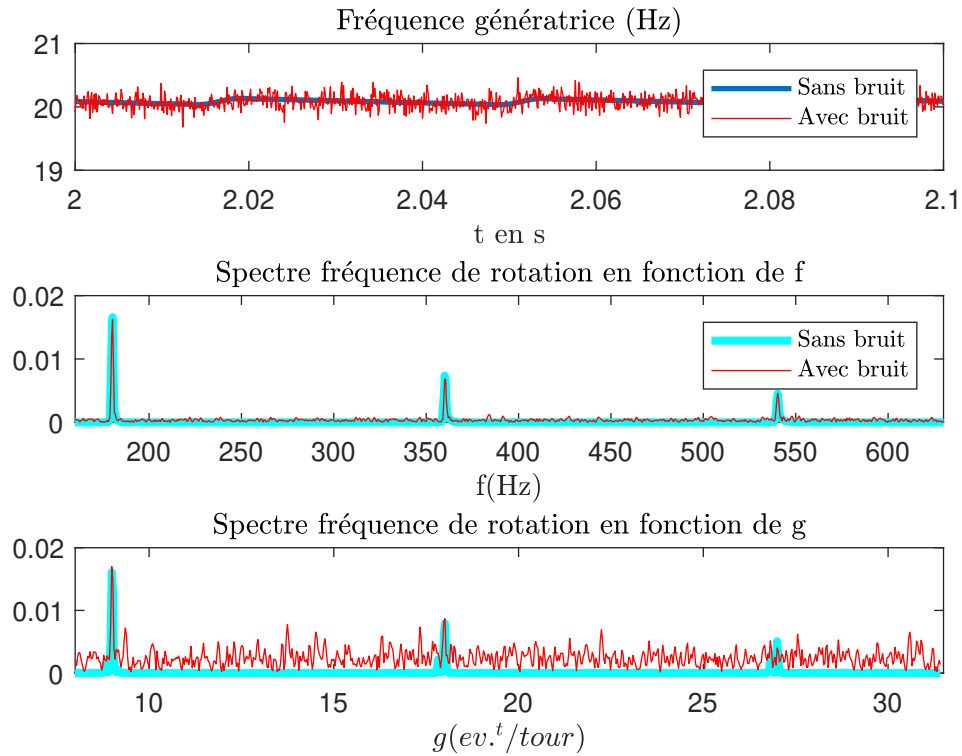 Fréquence génératrice (Hz)
21
20
19
Sans bruit
Avec bruit
2 2.02 2.04 2.06 2.08 2.1
t en s
Spectre fréquence de rotation en fonction de f
0.02
0.01
0
Sans bruit
Avec bruit
200 250 300 350 400 450 500 550 600
f(Hz)
Spectre fréquence de rotation en fonction de g
0.02
0.01
0
10 15 20 25 30
g(ev.^t/tour)